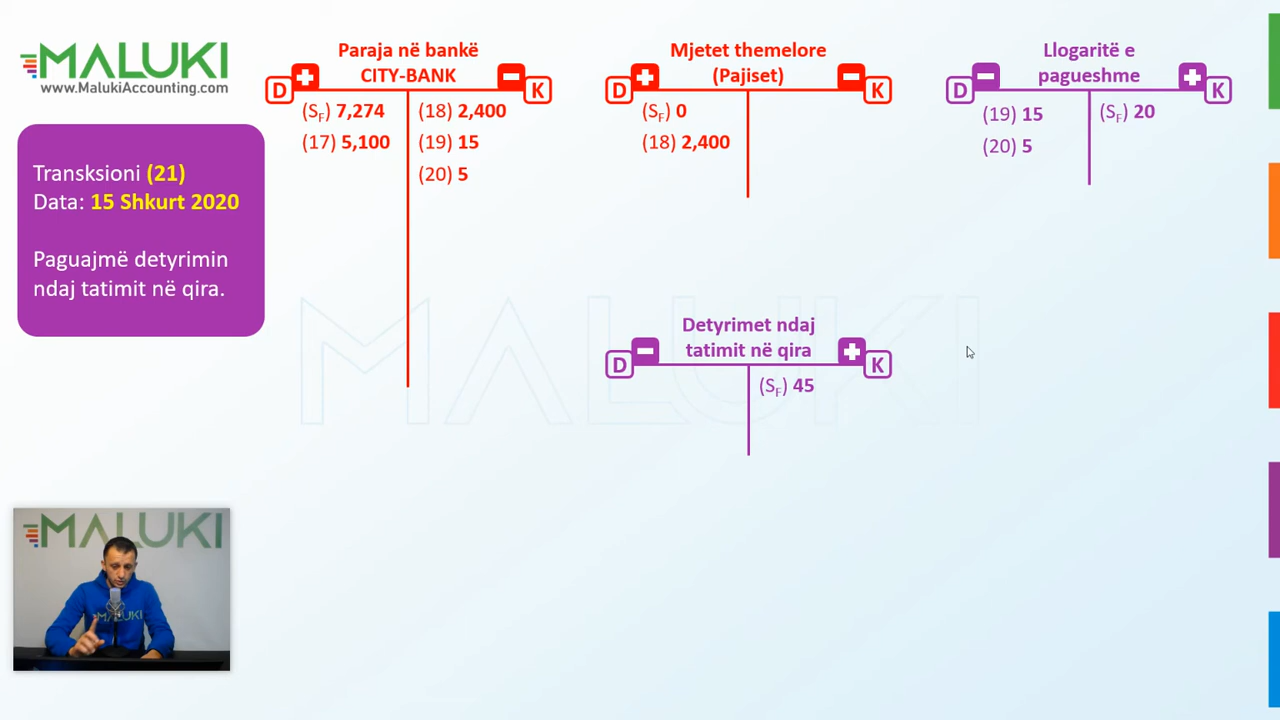 MALUKI
www.MalukiAccounting.com
Transksioni (21)
Data: 15 Shkurt 2020
Paguajmë detyrimin
ndaj tatimit në qira.
Paraja në bankë
CITY-BANK
D + - K
(SF) 7,274
(17) 5,100
(18) 2,400
(19) 15
(20) 5
Mjetet themelore
(Pajiset)
D + - K
(SF) 0
(18) 2,400
Llogaritë e
pagueshme
D - + K
(19) 15
(20) 5
(SF) 20
Detyrimet ndaj
tatimit në qira
D - + K
(SF) 45
MALUKI
MALUKI
MALUKI